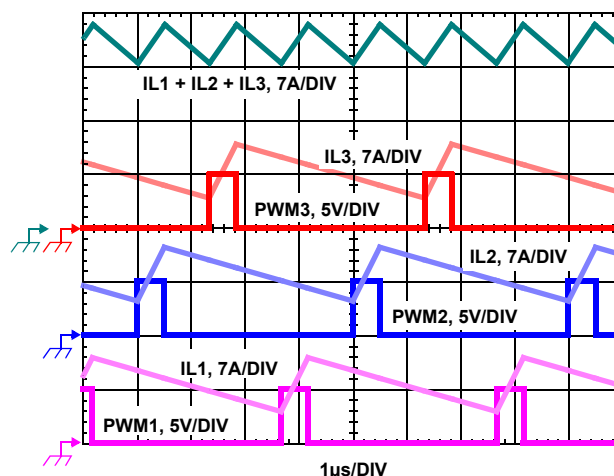 IL1 + IL2 + IL3, 7A/DIV
IL3, 7A/DIV
PWM3, 5V/DIV
IL2, 7A/DIV
PWM2, 5V/DIV
IL1, 7A/DIV
PWM1, 5V/DIV
1µs/DIV